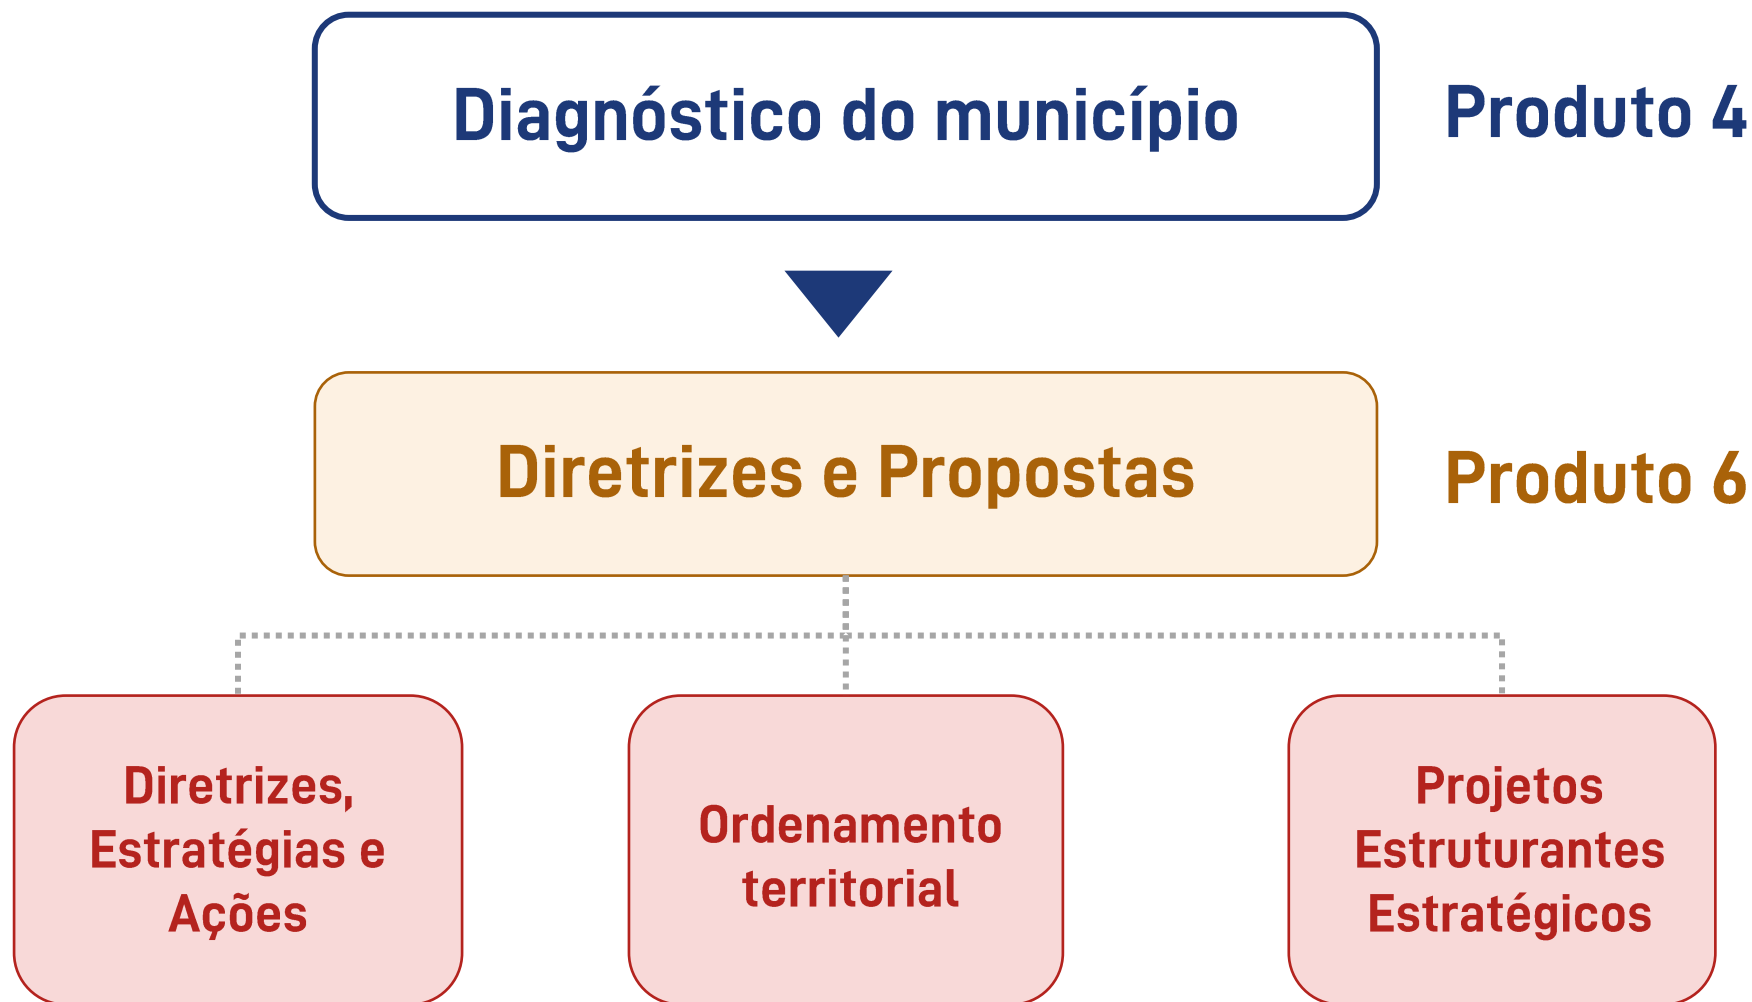 Diagnóstico do município
Produto 4
Diretrizes e Propostas
Produto 6
Diretrizes,
Estratégias e
Ações
Ordenamento
territorial
Projetos
Estruturantes
Estratégicos